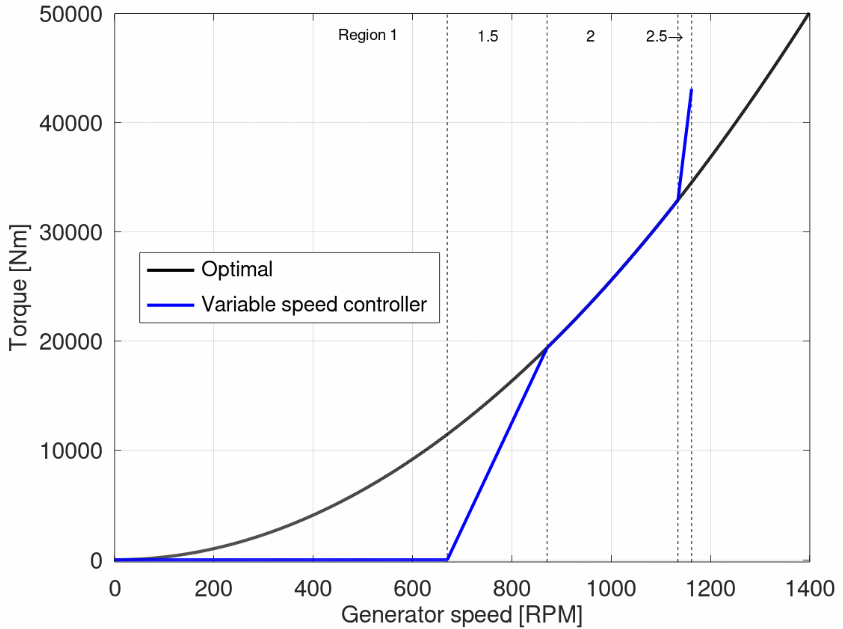 50000
Region 1
1.5
2
2.5→
40000
30000
Optimal
Variable speed controller
20000
10000
0
Torque [Nm]
0 200 400 600 800 1000 1200 1400
Generator speed [RPM]